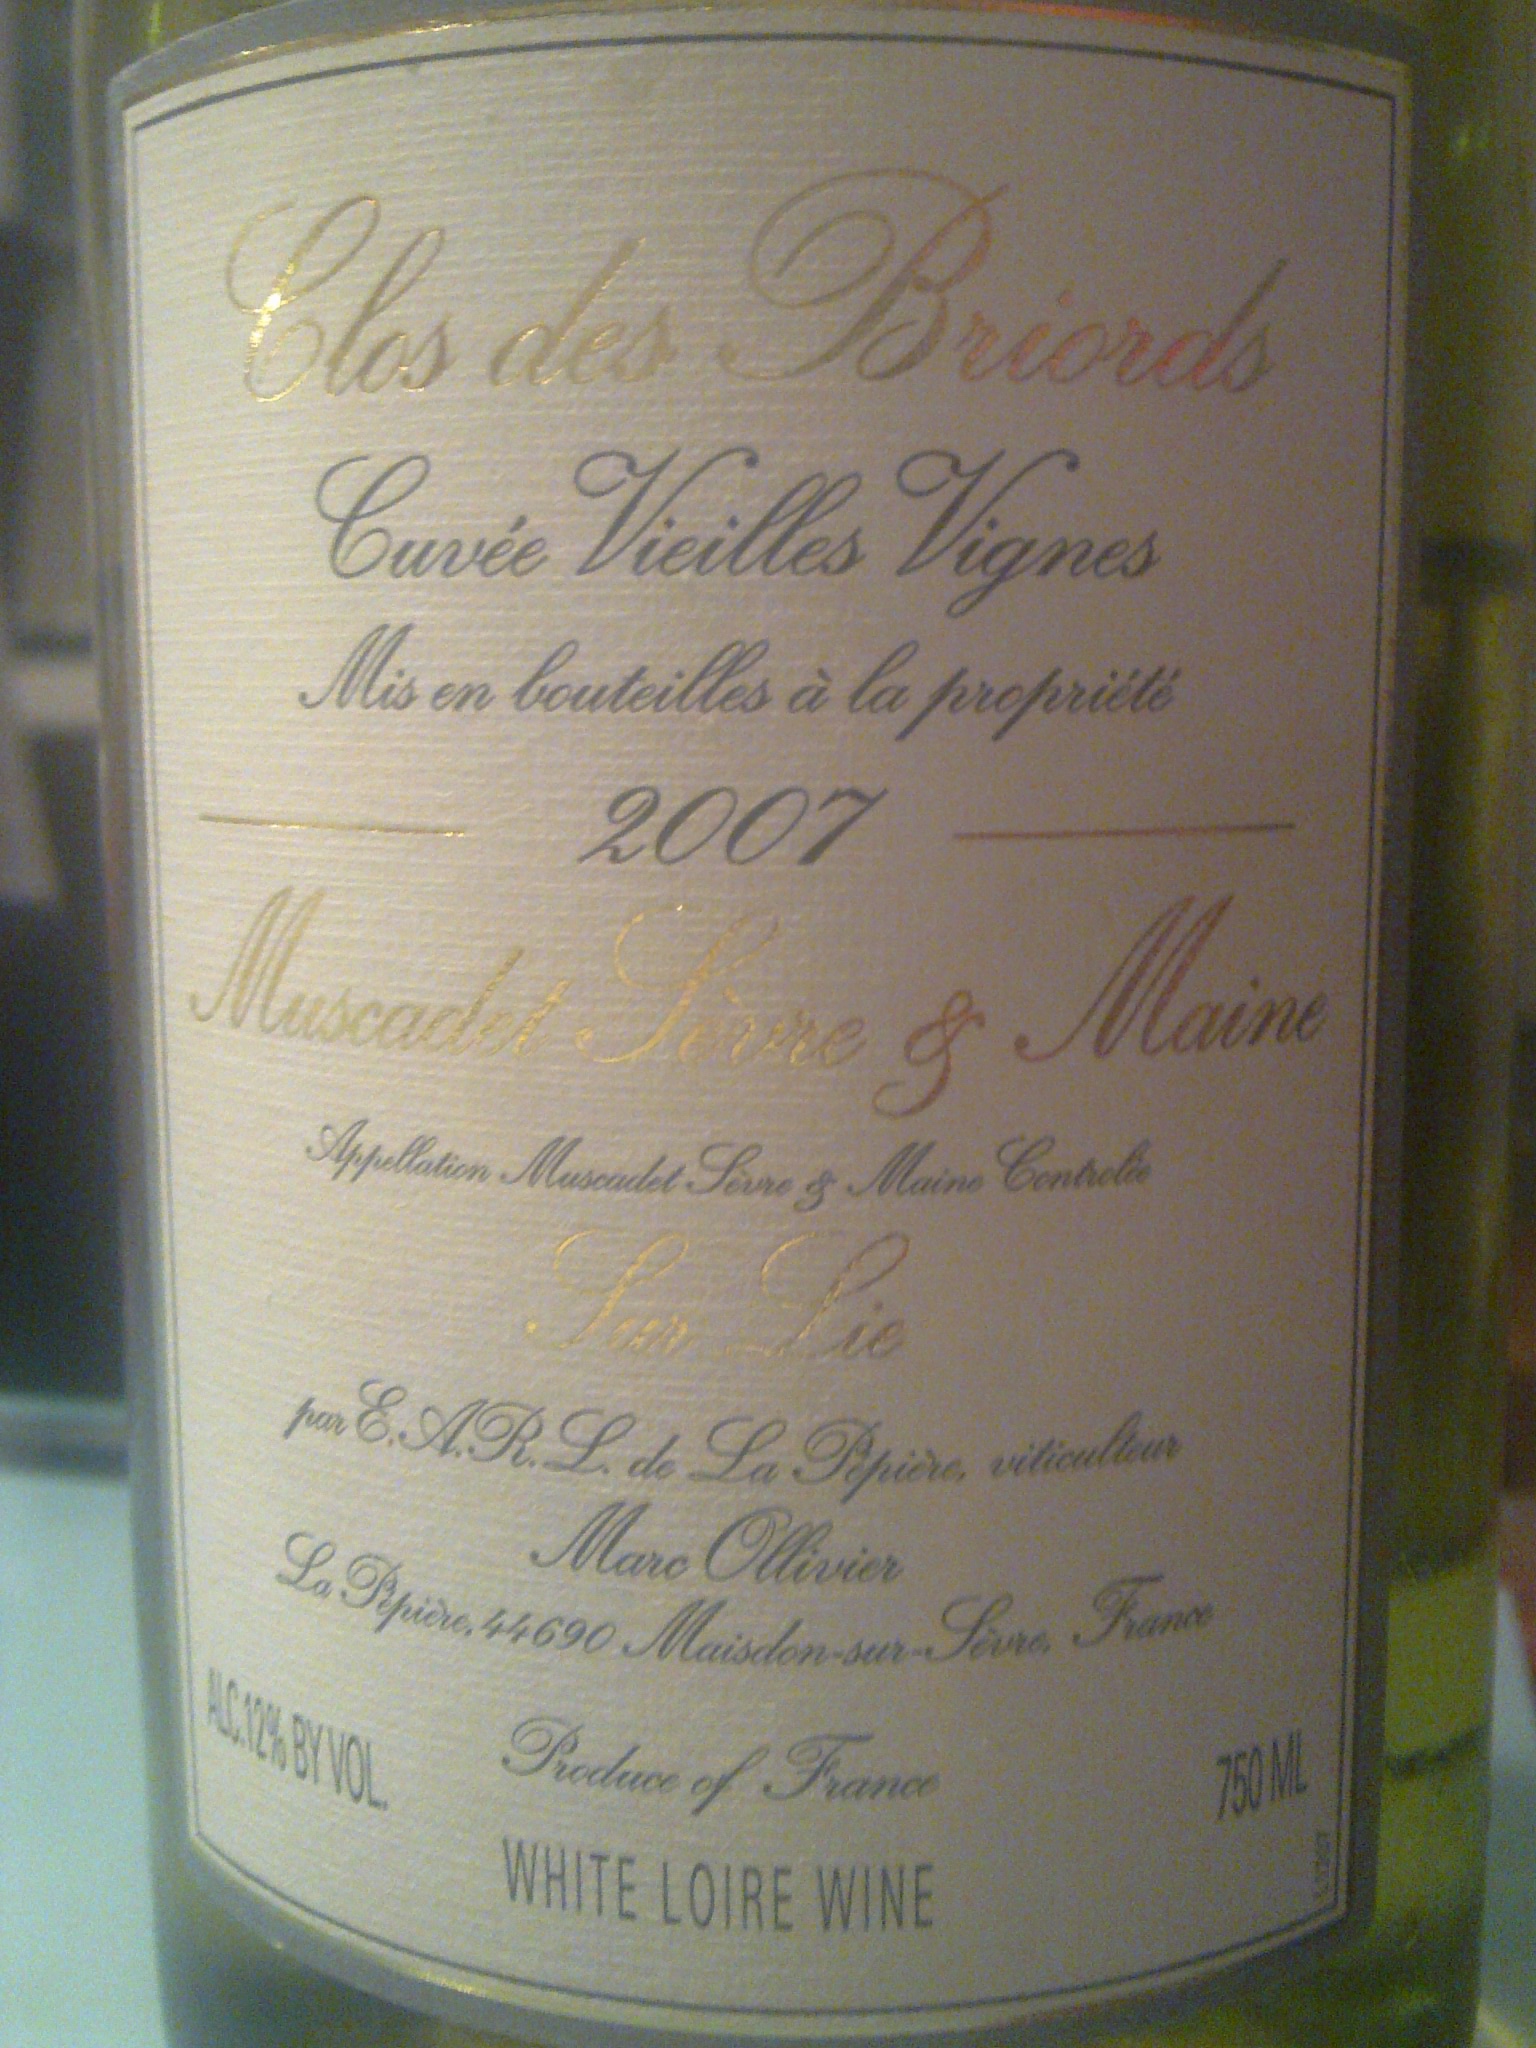 Clos des Briords
Cuvée Vieilles Vignes
Mis en bouteilles à la propriété
2007
Muscadet Sèvre & Maine
Appellation Muscadet Sèvre & Maine Contrôlée
Sur Lie
par E.A.R.L. de La Pépière, viticulteur
Marc Ollivier
La Pépière, 44690 Maisdon-sur-Sèvre, France
ALC.12% BY VOL.
Produce of France
750 ML
WHITE LOIRE WINE